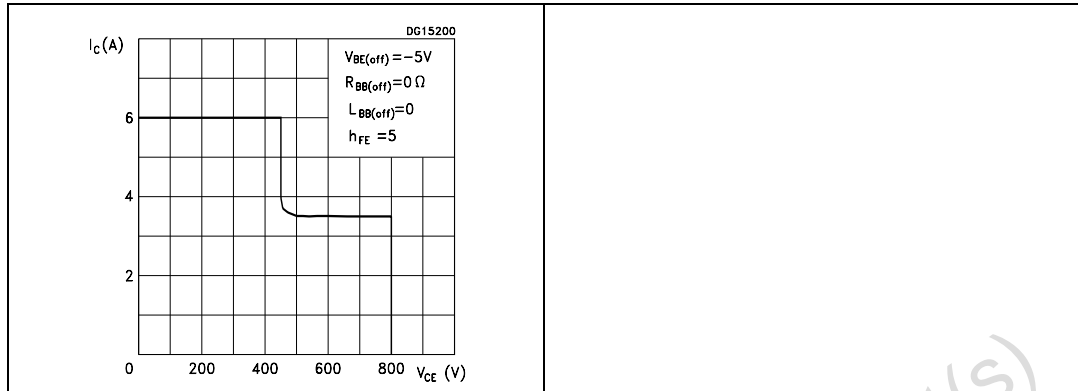 DG15200
I_C(A)
V_BE(off) =-5V
R_BB(off)=0 Ω
L_BB(off)=0
h_FE =5
6
4
2
0 200 400 600 800 V_CE (V)
(s)